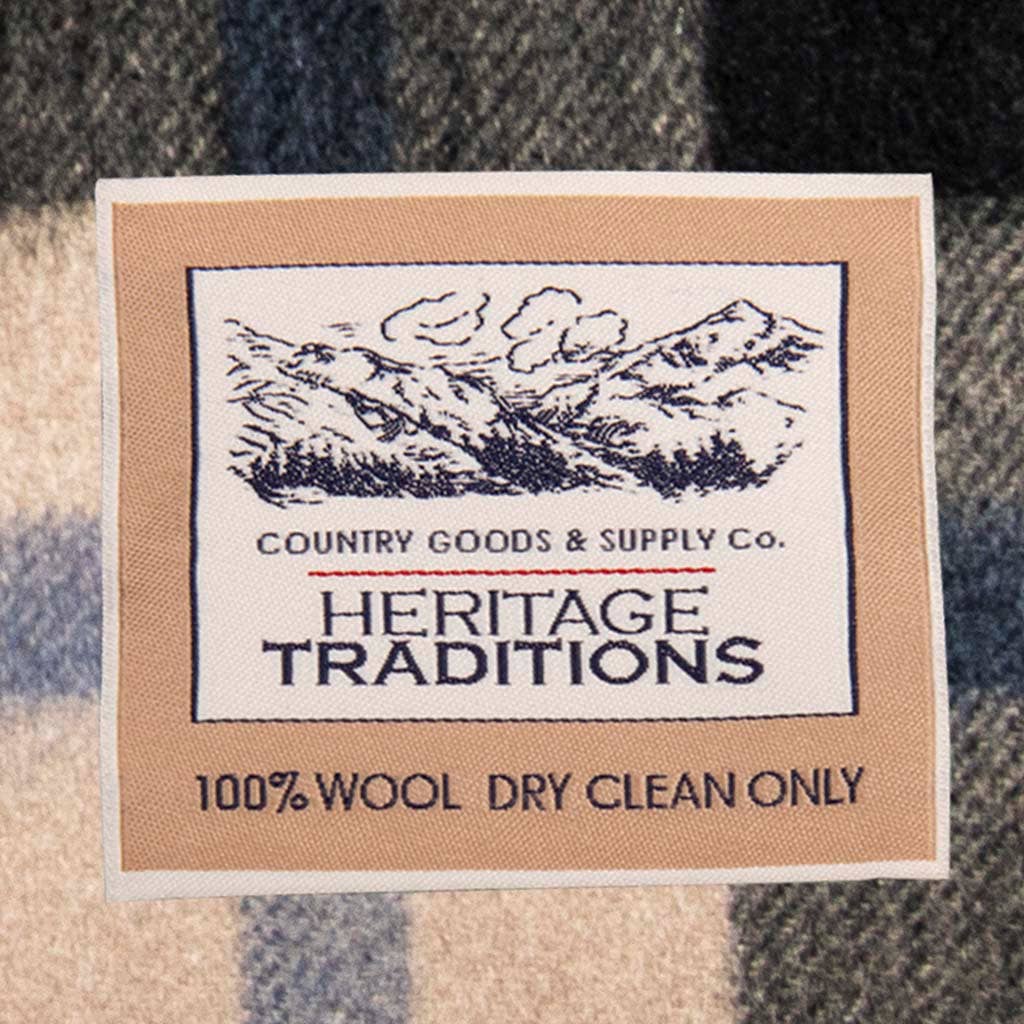 COUNTRY GOODS & SUPPLY Co.
HERITAGE
TRADITIONS
100% WOOL DRY CLEAN ONLY